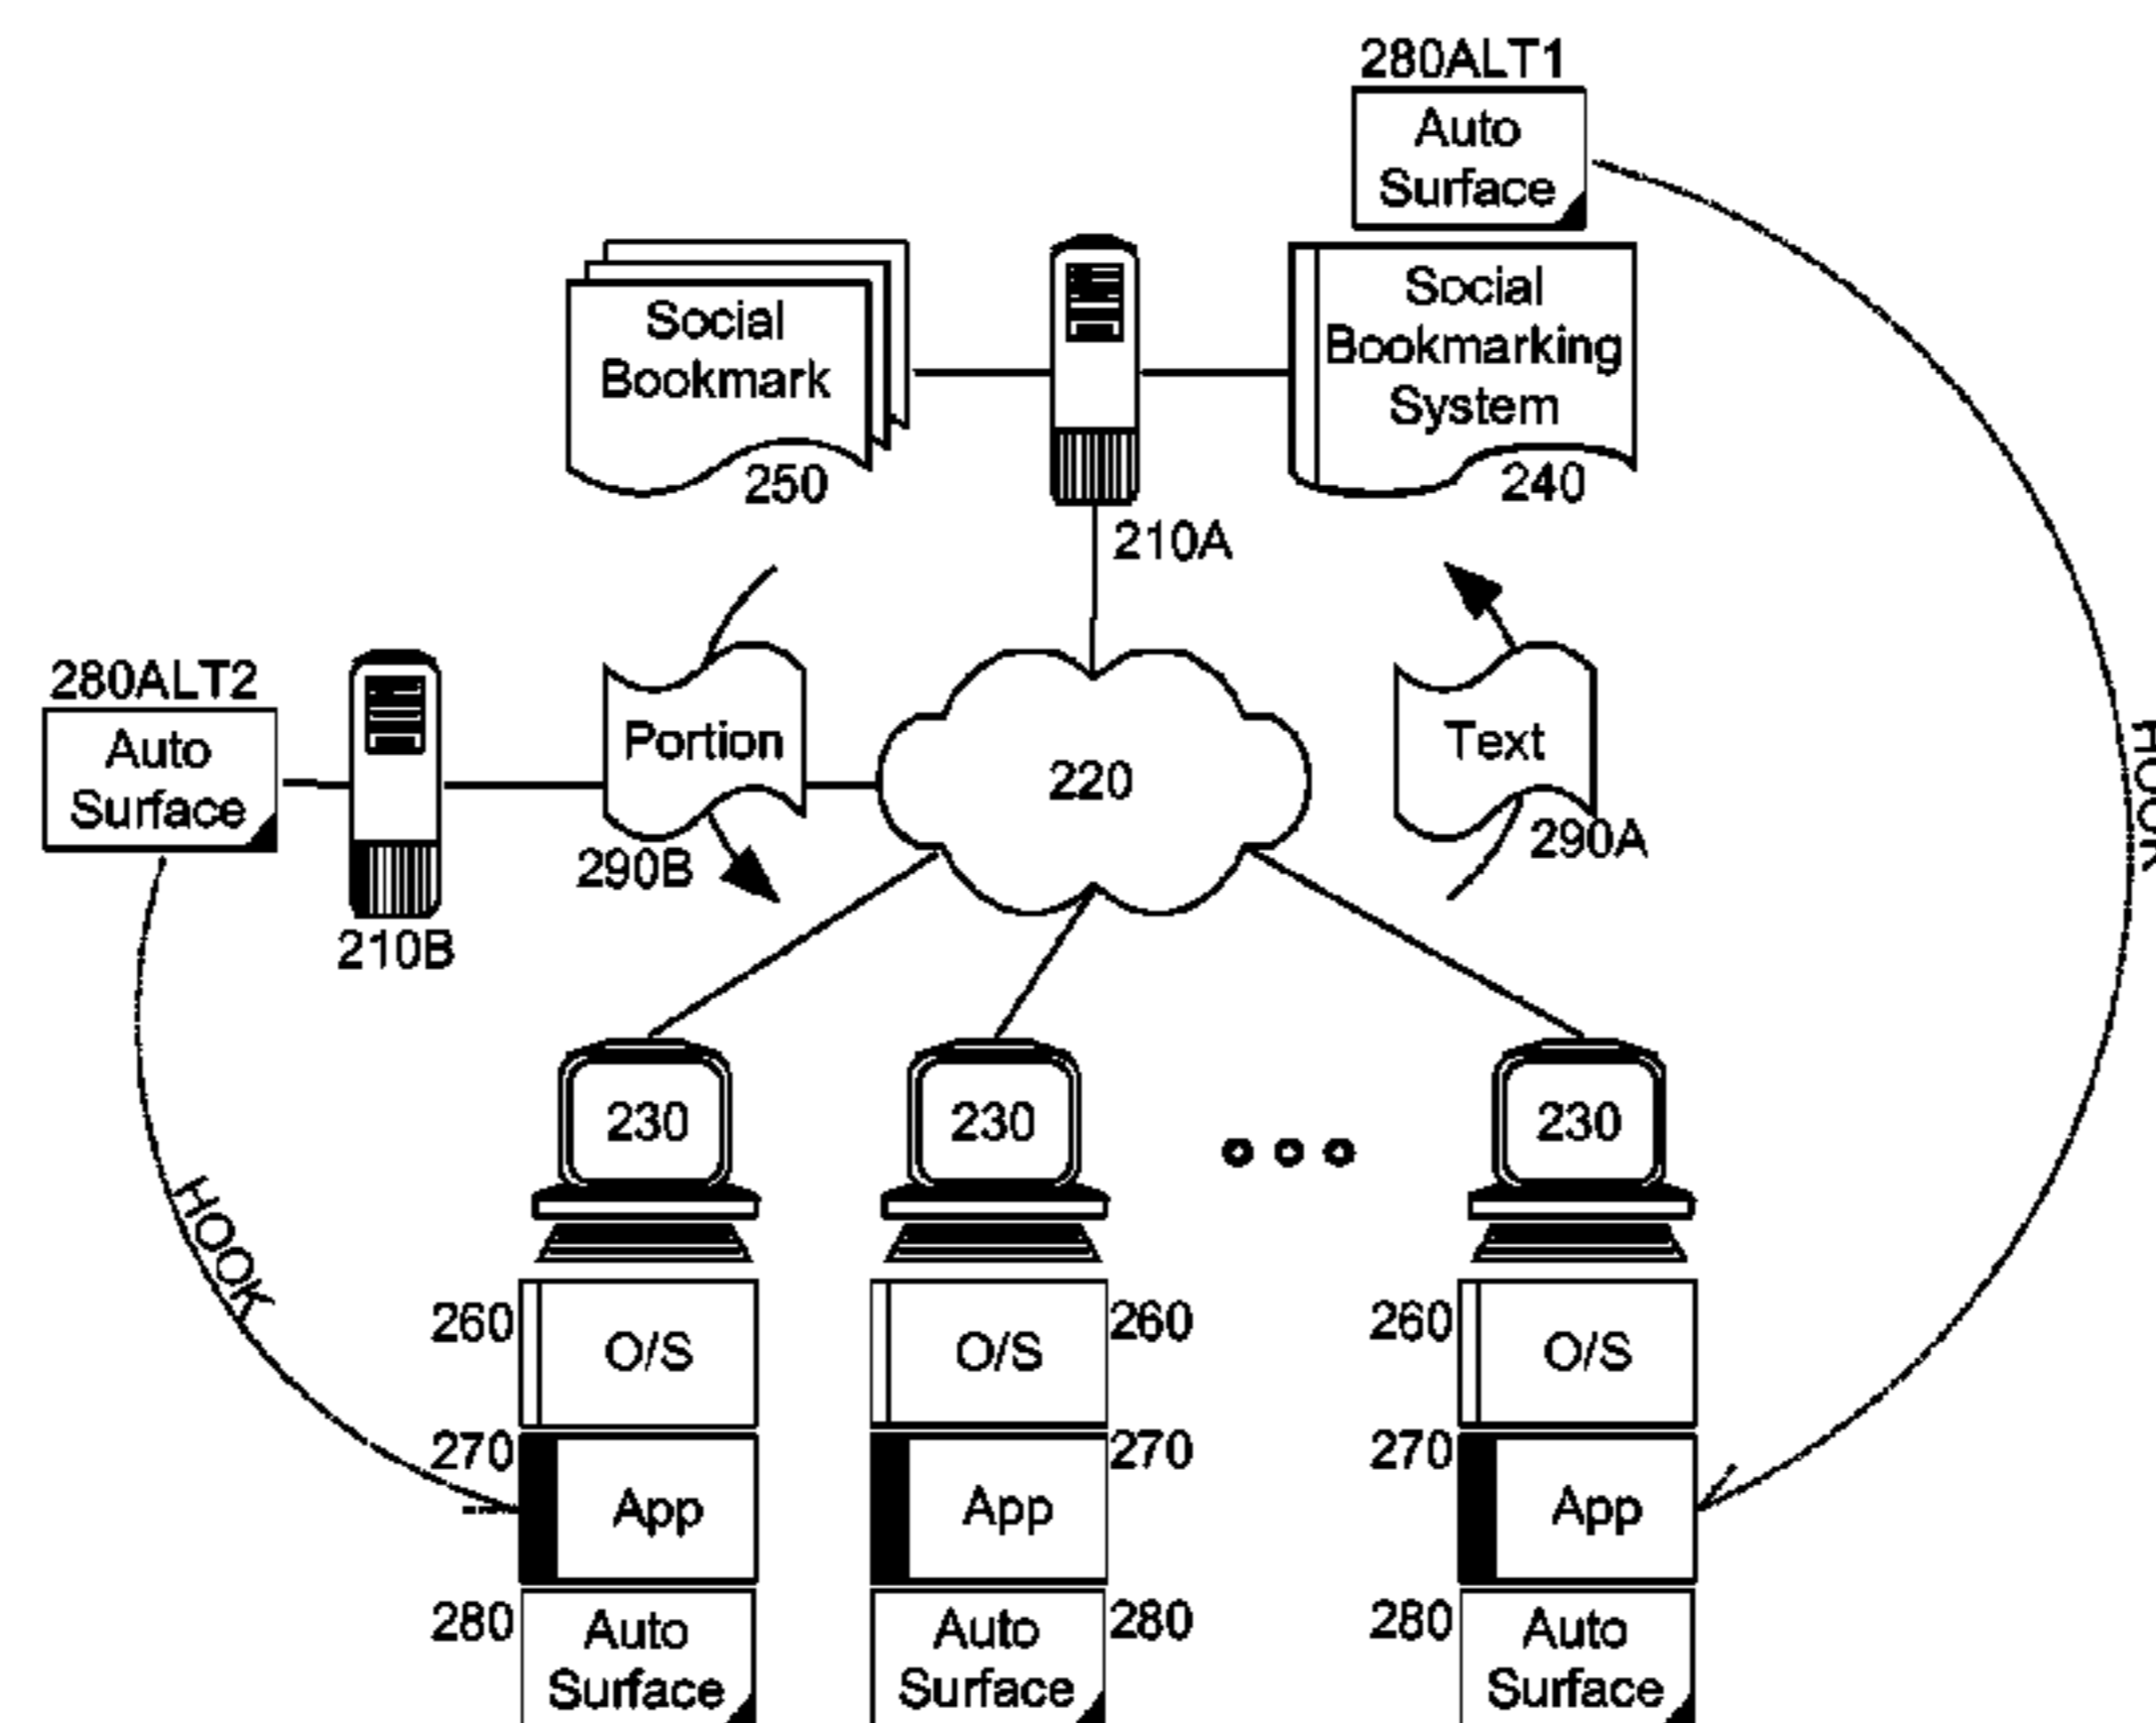 280ALT1
Auto
Surface
Social
Bookmark
250
Social
Bookmarking
System
240
210A
280ALT2
Auto
Surface
210B
Portion
290B
220
Text
290A
HOOK
HOOK
230
230
230
260
O/S
O/S
260
260
O/S
270
App
App
270
270
App
280
Auto
Surface
Auto
Surface
280
280
Auto
Surface